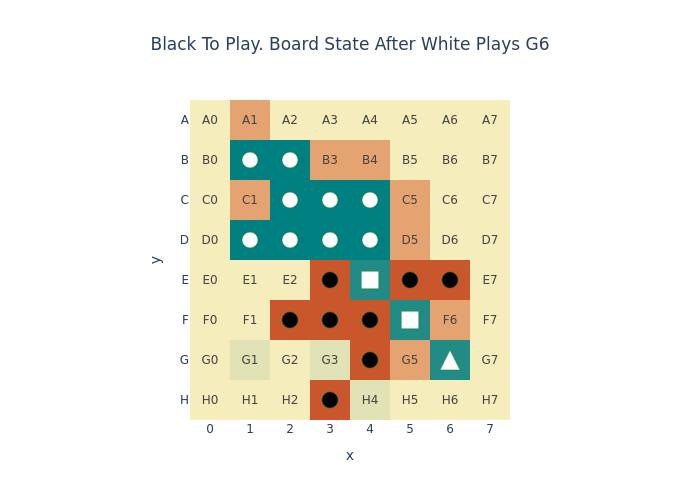 Black To Play. Board State After White Plays G6
A A0 A1 A2 A3 A4 A5 A6 A7
B B0 B3 B4 B5 B6 B7
C C0 C1 C5 C6 C7
D D0 D5 D6 D7
E E0 E1 E2 E7
F F0 F1 F6 F7
G G0 G1 G2 G3 G5 G7
H H0 H1 H2 H4 H5 H6 H7
0 1 2 3 4 5 6 7
x
y